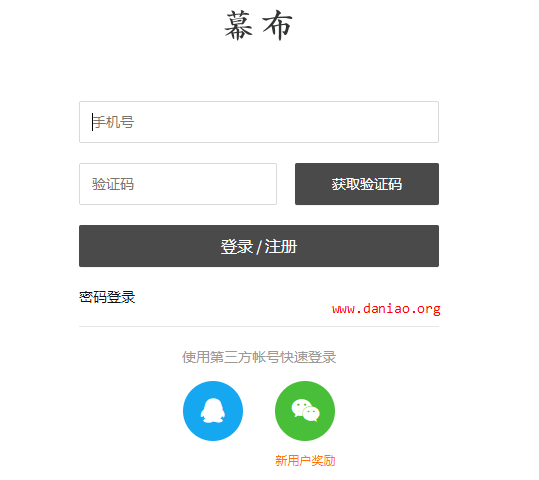 幕布
手机号
验证码
获取验证码
登录/注册
密码登录
www.daniao.org
使用第三方帐号快速登录
新用户奖励